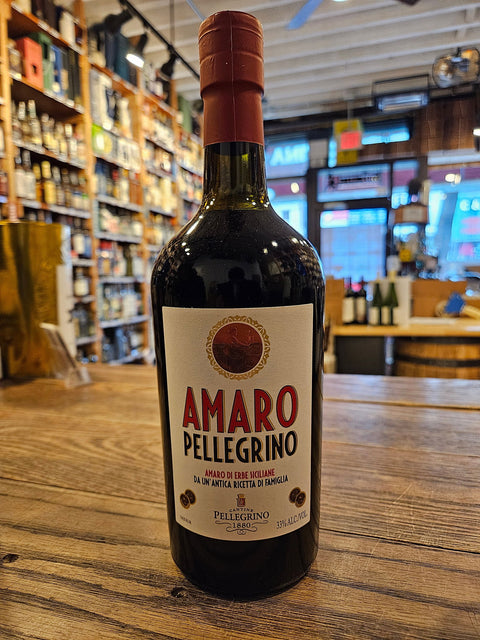 AMARO
PELLEGRINO
AMARO DI ERBE SICILIANE
DA UN'ANTICA RICETTA DI FAMIGLIA
CANTINE
PELLEGRINO
1880
33% ALC./VOL.